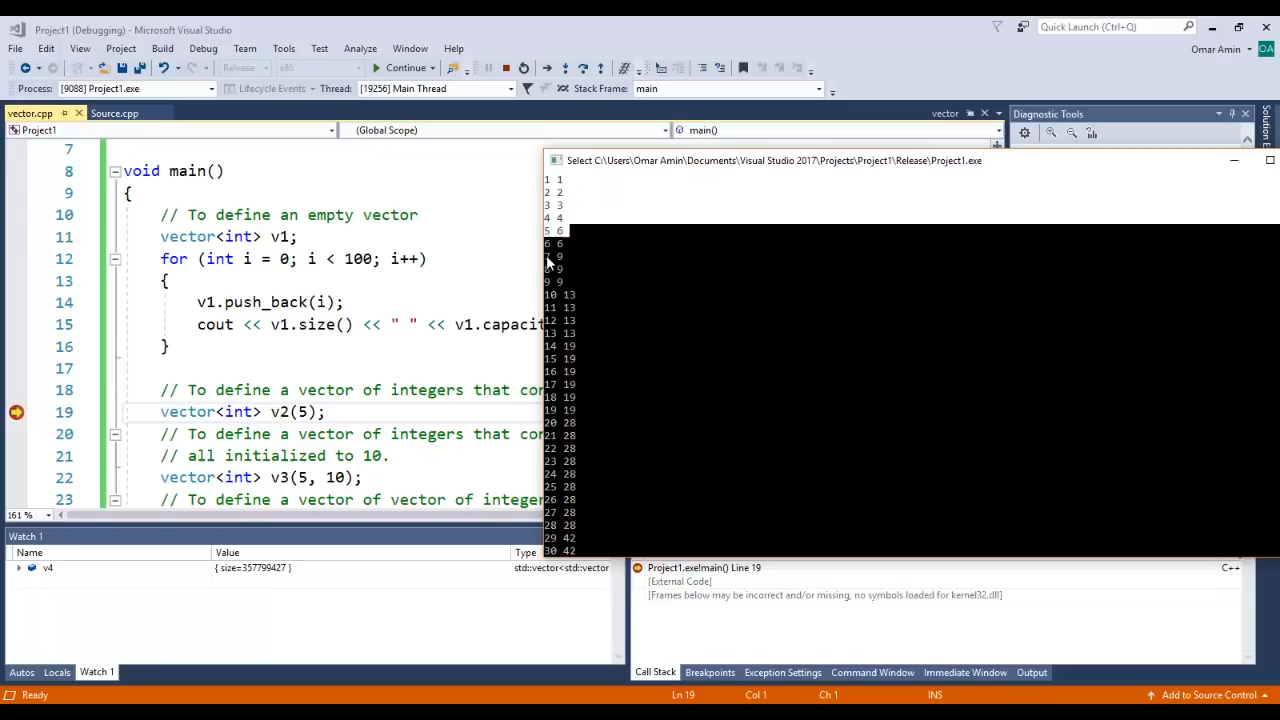 Project1 (Debugging) - Microsoft Visual Studio
Quick Launch (Ctrl+Q)
File Edit View Project Build Debug Team Tools Test Analyze Window Help
Omar Amin OA
Release x86 Continue
Process: [9088] Project1.exe Lifecycle Events Thread: [19256] Main Thread Stack Frame: main
vector.cpp Source.cpp vector
Diagnostic Tools
Solution E
Project1 (Global Scope) main()
7
8 void main()
9 {
10 // To define an empty vector
11 vector<int> v1;
12 for (int i = 0; i < 100; i++)
13 {
14 v1.push_back(i);
15 cout << v1.size() << " " << v1.capacit
16 }
17
18 // To define a vector of integers that con
19 vector<int> v2(5);
20 // To define a vector of integers that con
21 // all initialized to 10.
22 vector<int> v3(5, 10);
23 // To define a vector of vector of integer
161 %
Select C:\Users\Omar Amin\Documents\Visual Studio 2017\Projects\Project1\Release\Project1.exe
1 1
2 2
3 3
4 4
5 6
6 6
7 9
9
9 9
10 13
11 13
12 13
13 13
14 19
15 19
16 19
17 19
18 19
19 19
20 28
21 28
22 28
23 28
24 28
25 28
26 28
27 28
28 28
29 42
30 42
Watch 1
Name Value Type
v4 { size=357799427 } std::vector<std::vector
Project1.exe!main() Line 19 C++
[External Code]
[Frames below may be incorrect and/or missing, no symbols loaded for kernel32.dll]
Autos Locals Watch 1
Call Stack Breakpoints Exception Settings Command Window Immediate Window Output
Ready Ln 19 Col 1 Ch 1 INS Add to Source Control